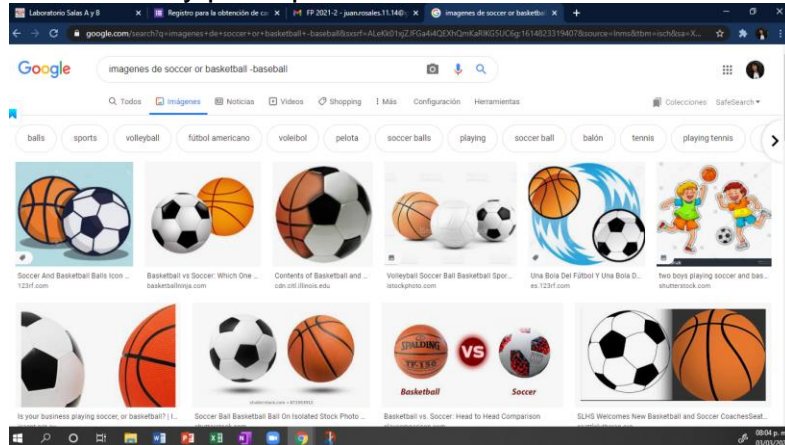 Laboratorio Salas A y B
Registro para la obtención de co
FP 2021-2 - juan.rosales.11.14@
imagenes de soccer or basketba
google.com/search?q=imagenes+de+soccer+or+basketball+-baseball&sxsrf=
Google
imagenes de soccer or basketball -baseball
Todos Imágenes Noticias Videos Shopping Más Configuración Herramientas
Colecciones SafeSearch
balls sports volleyball fútbol americano voleibol pelota soccer balls playing soccer ball balón tennis playing tennis
Soccer And Basketball Balls Icon ...
123rf.com
Basketball vs Soccer: Which One ...
basketballninja.com
Contents of Basketball and ...
cdn.citl.illinois.edu
Volleyball Soccer Ball Basketball Spor...
istockphoto.com
Una Bola Del Fútbol Y Una Bola D...
es.123rf.com
two boys playing soccer and bas...
shutterstock.com
SPALDING
TF-150
VS
Basketball Soccer
Is your business playing soccer, or basketball? | l...
Soccer Ball Basketball Ball On Isolated Stock Photo ...
Basketball vs. Soccer: Head to Head Comparison
SLHS Welcomes New Basketball and Soccer CoachesSeat...
08:04 p. m.